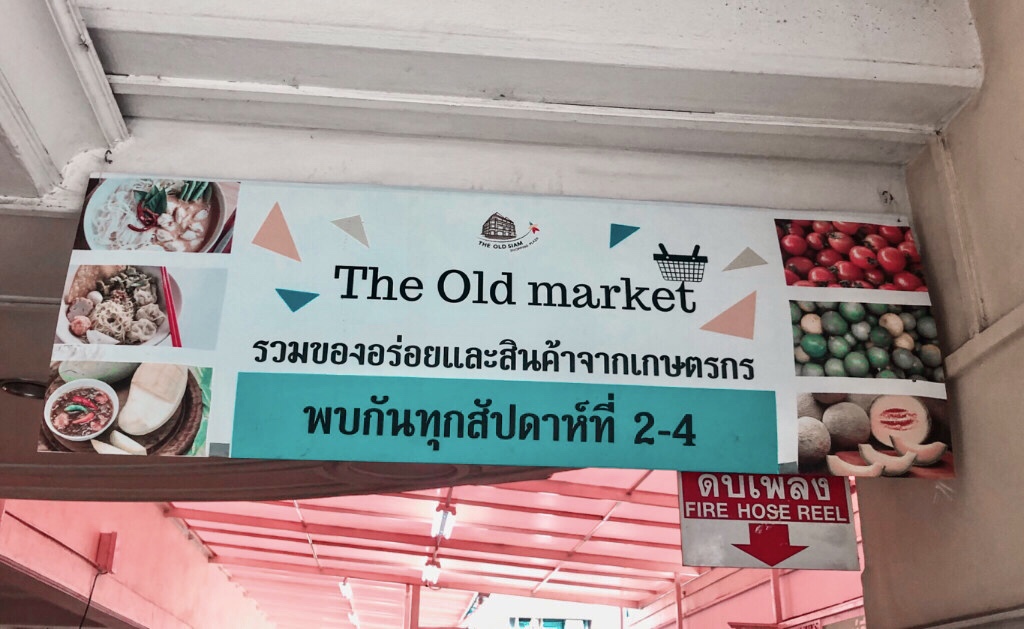 THE OLD SIAM
SHOPPING PLAZA
The Old market
รวมของอร่อยและสินค้าจากเกษตรกร
พบกันทุกสัปดาห์ที่ 2-4
ดับเพลิง
FIRE HOSE REEL